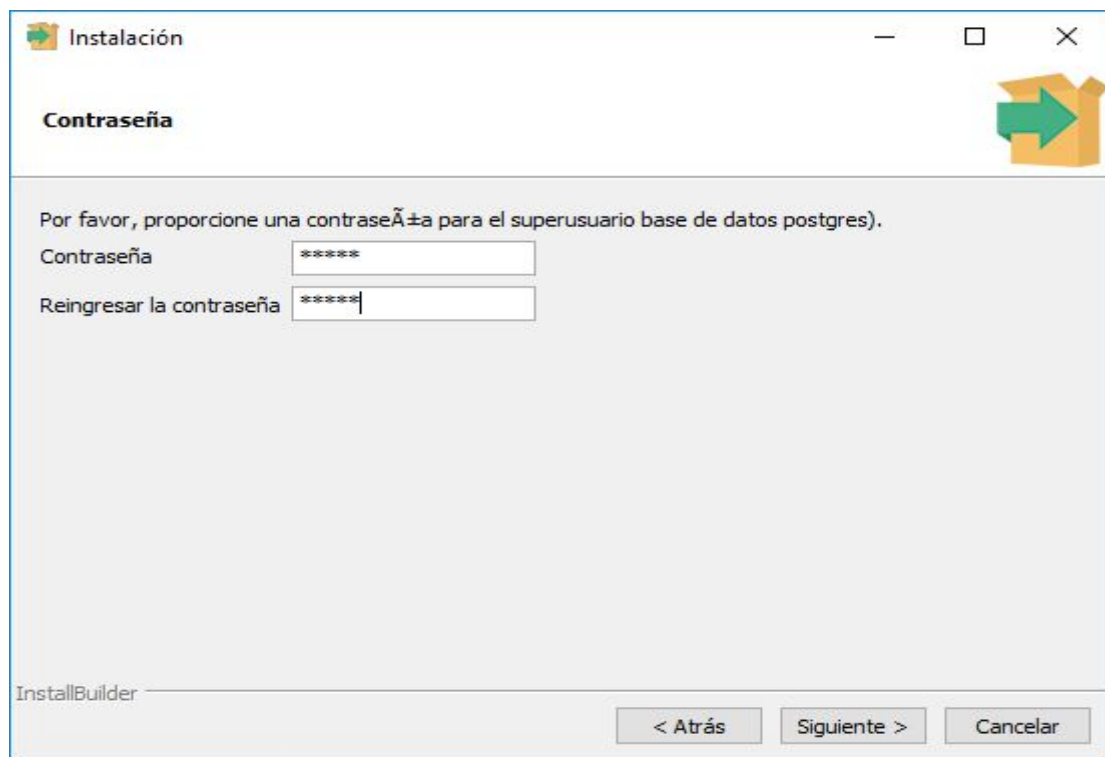 Instalación
Contraseña
Por favor, proporcione una contraseÃ±a para el superusuario base de datos postgres).
Contraseña *****
Reingresar la contraseña *****
InstallBuilder
< Atrás Siguiente > Cancelar